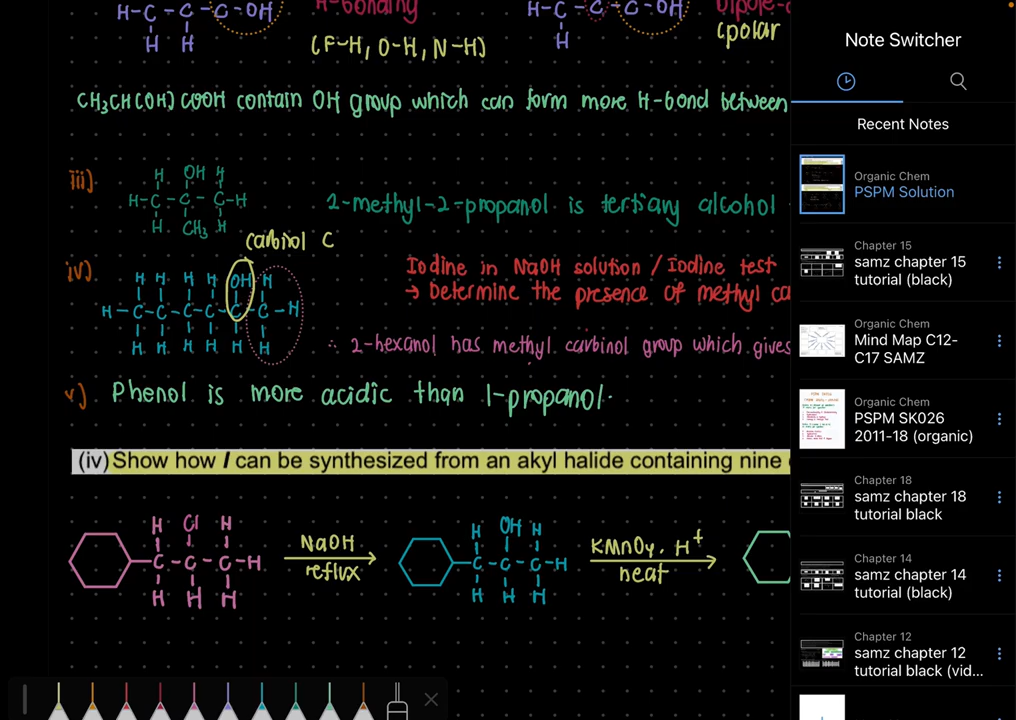 H-bonding
H-C-C-C-OH
H H
(F-H, O-H, N-H)
H-C-C-C-OH
H
(polar
CH3CH(OH)COOH contain OH group which can form more H-bond between
iii)
H OH H
H-C-C-C-H
H CH3 H
2-methyl-2-propanol is tertiary alcohol
carbinol C
iv)
H H H H OH H
H-C-C-C-C-C-C-H
H H H H H H
Iodine in NaOH solution / Iodine test
→ Determine the presence of methyl ca
∴ 2-hexanol has methyl carbinol group which gives
v) Phenol is more acidic than 1-propanol.
(iv) Show how I can be synthesized from an akyl halide containing nine
H Cl H
C-C-C-H
H H H
NaOH
reflux
H OH H
C-C-C-H
H H H
KMnO4, H+
heat
Note Switcher
Recent Notes
Organic Chem
PSPM Solution
Chapter 15
samz chapter 15
tutorial (black)
Organic Chem
Mind Map C12-
C17 SAMZ
Organic Chem
PSPM SK026
2011-18 (organic)
Chapter 18
samz chapter 18
tutorial black
Chapter 14
samz chapter 14
tutorial (black)
Chapter 12
samz chapter 12
tutorial black (vid...